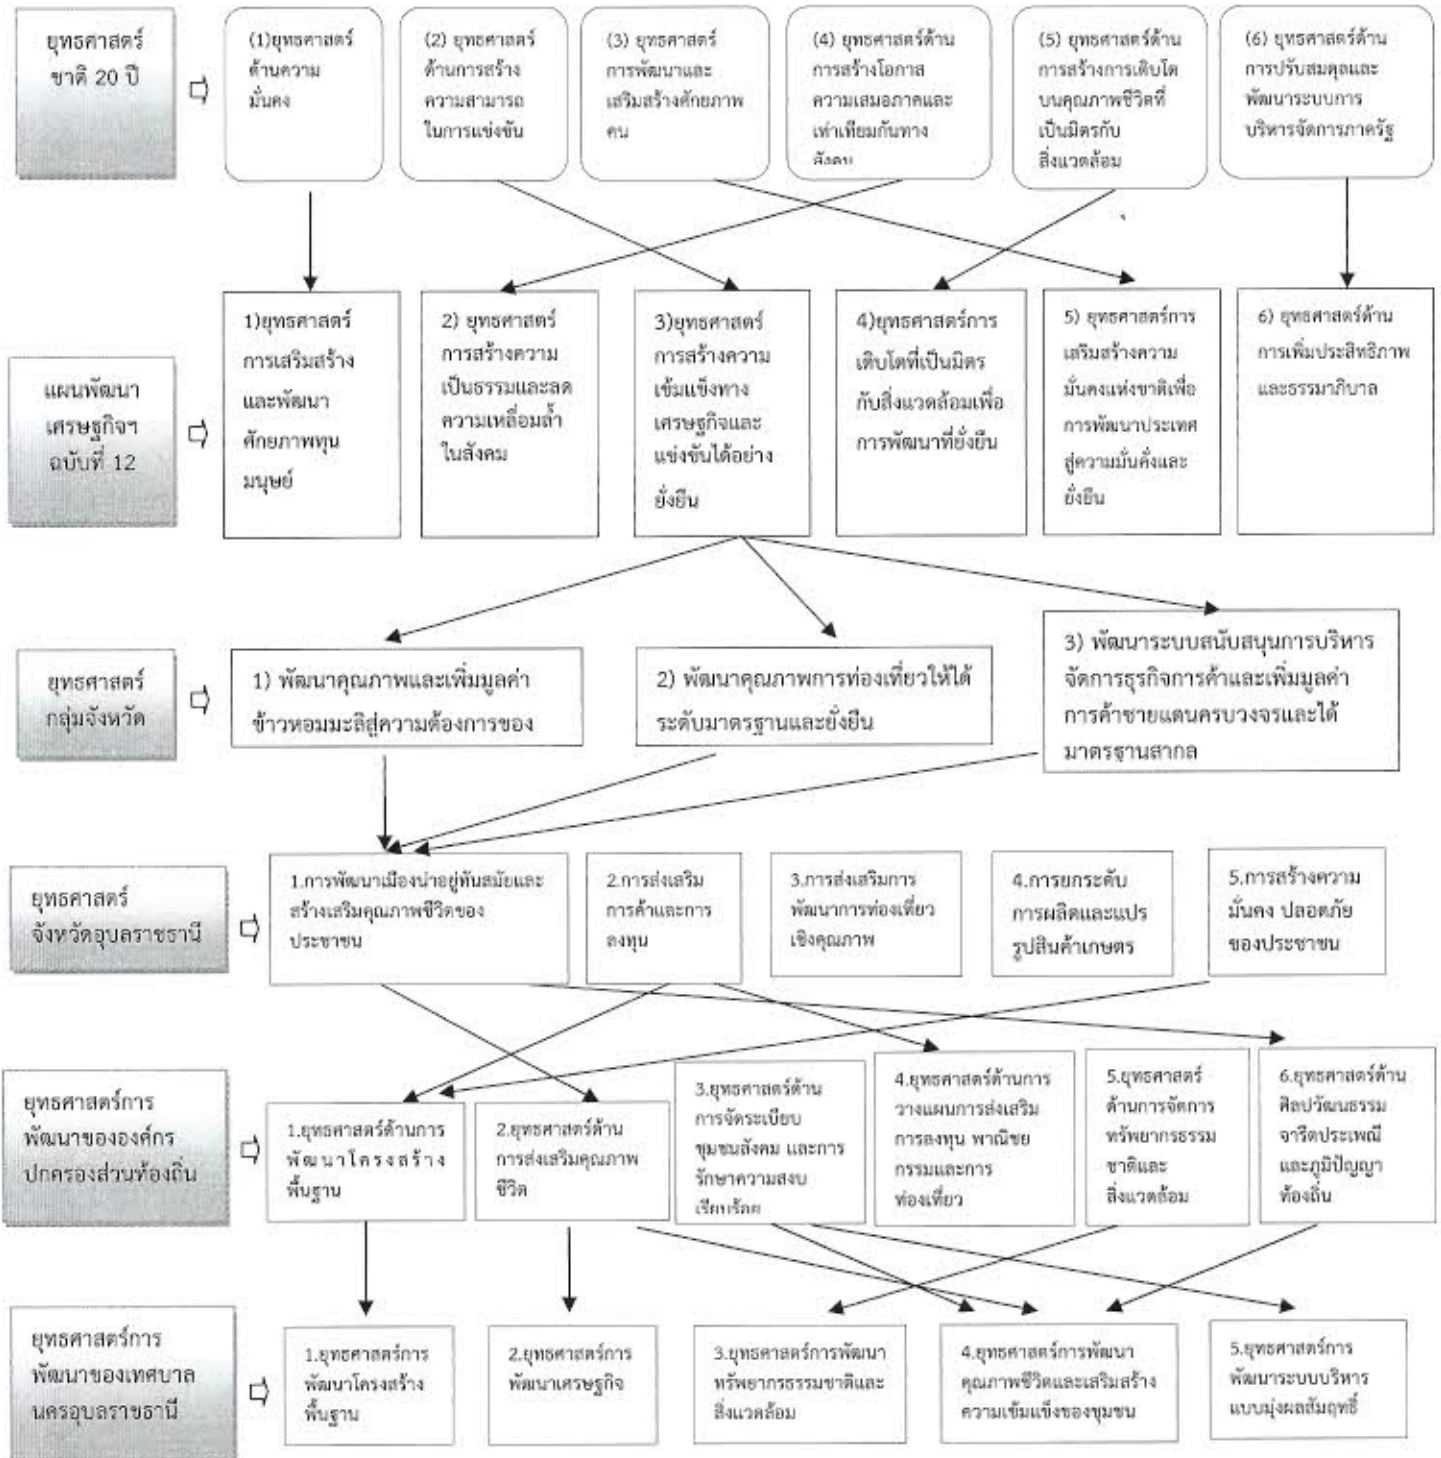 ยุทธศาสตร์
ชาติ 20 ปี
(1)ยุทธศาสตร์
ด้านความ
มั่นคง
(2) ยุทธศาสตร์
ด้านการสร้าง
ความสามารถ
ในการแข่งขัน
(3) ยุทธศาสตร์
การพัฒนาและ
เสริมสร้างศักยภาพ
คน
(4) ยุทธศาสตร์ด้าน
การสร้างโอกาส
ความเสมอภาคและ
เท่าเทียมกันทาง
สังคม
(5) ยุทธศาสตร์ด้าน
การสร้างการเติบโต
บนคุณภาพชีวิตที่
เป็นมิตรกับ
สิ่งแวดล้อม
(6) ยุทธศาสตร์ด้าน
การปรับสมดุลและ
พัฒนาระบบการ
บริหารจัดการภาครัฐ
แผนพัฒนา
เศรษฐกิจฯ
ฉบับที่ 12
1)ยุทธศาสตร์
การเสริมสร้าง
และพัฒนา
ศักยภาพทุน
มนุษย์
2) ยุทธศาสตร์
การสร้างความ
เป็นธรรมและลด
ความเหลื่อมล้ำ
ในสังคม
3)ยุทธศาสตร์
การสร้างความ
เข้มแข็งทาง
เศรษฐกิจและ
แข่งขันได้อย่าง
ยั่งยืน
4)ยุทธศาสตร์การ
เติบโตที่เป็นมิตร
กับสิ่งแวดล้อมเพื่อ
การพัฒนาที่ยั่งยืน
5) ยุทธศาสตร์การ
เสริมสร้างความ
มั่นคงแห่งชาติเพื่อ
การพัฒนาประเทศ
สู่ความมั่นคั่งและ
ยั่งยืน
6) ยุทธศาสตร์ด้าน
การเพิ่มประสิทธิภาพ
และธรรมาภิบาล
ยุทธศาสตร์
กลุ่มจังหวัด
1) พัฒนาคุณภาพและเพิ่มมูลค่า
ข้าวหอมมะลิสู่ความต้องการของ
2) พัฒนาคุณภาพการท่องเที่ยวให้ได้
ระดับมาตรฐานและยั่งยืน
3) พัฒนาระบบสนับสนุนการบริหาร
จัดการธุรกิจการค้าและเพิ่มมูลค่า
การค้าชายแดนครบวงจรและได้
มาตรฐานสากล
ยุทธศาสตร์
จังหวัดอุบลราชธานี
1.การพัฒนาเมืองน่าอยู่ทันสมัยและ
สร้างเสริมคุณภาพชีวิตของ
ประชาชน
2.การส่งเสริม
การค้าและการ
ลงทุน
3.การส่งเสริมการ
พัฒนาการท่องเที่ยว
เชิงคุณภาพ
4.การยกระดับ
การผลิตและแปร
รูปสินค้าเกษตร
5.การสร้างความ
มั่นคง ปลอดภัย
ของประชาชน
ยุทธศาสตร์การ
พัฒนาขององค์กร
ปกครองส่วนท้องถิ่น
1.ยุทธศาสตร์ด้านการ
พัฒนาโครงสร้าง
พื้นฐาน
2.ยุทธศาสตร์ด้าน
การส่งเสริมคุณภาพ
ชีวิต
3.ยุทธศาสตร์ด้าน
การจัดระเบียบ
ชุมชนสังคม และการ
รักษาความสงบ
เรียบร้อย
4.ยุทธศาสตร์ด้านการ
วางแผนการส่งเสริม
การลงทุน พาณิชย
กรรมและการ
ท่องเที่ยว
5.ยุทธศาสตร์
ด้านการจัดการ
ทรัพยากรธรรม
ชาติและ
สิ่งแวดล้อม
6.ยุทธศาสตร์ด้าน
ศิลปวัฒนธรรม
จารีตประเพณี
และภูมิปัญญา
ท้องถิ่น
ยุทธศาสตร์การ
พัฒนาของเทศบาล
นครอุบลราชธานี
1.ยุทธศาสตร์การ
พัฒนาโครงสร้าง
พื้นฐาน
2.ยุทธศาสตร์การ
พัฒนาเศรษฐกิจ
3.ยุทธศาสตร์การพัฒนา
ทรัพยากรธรรมชาติและ
สิ่งแวดล้อม
4.ยุทธศาสตร์การพัฒนา
คุณภาพชีวิตและเสริมสร้าง
ความเข้มแข็งของชุมชน
5.ยุทธศาสตร์การ
พัฒนาระบบบริหาร
แบบมุ่งผลสัมฤทธิ์